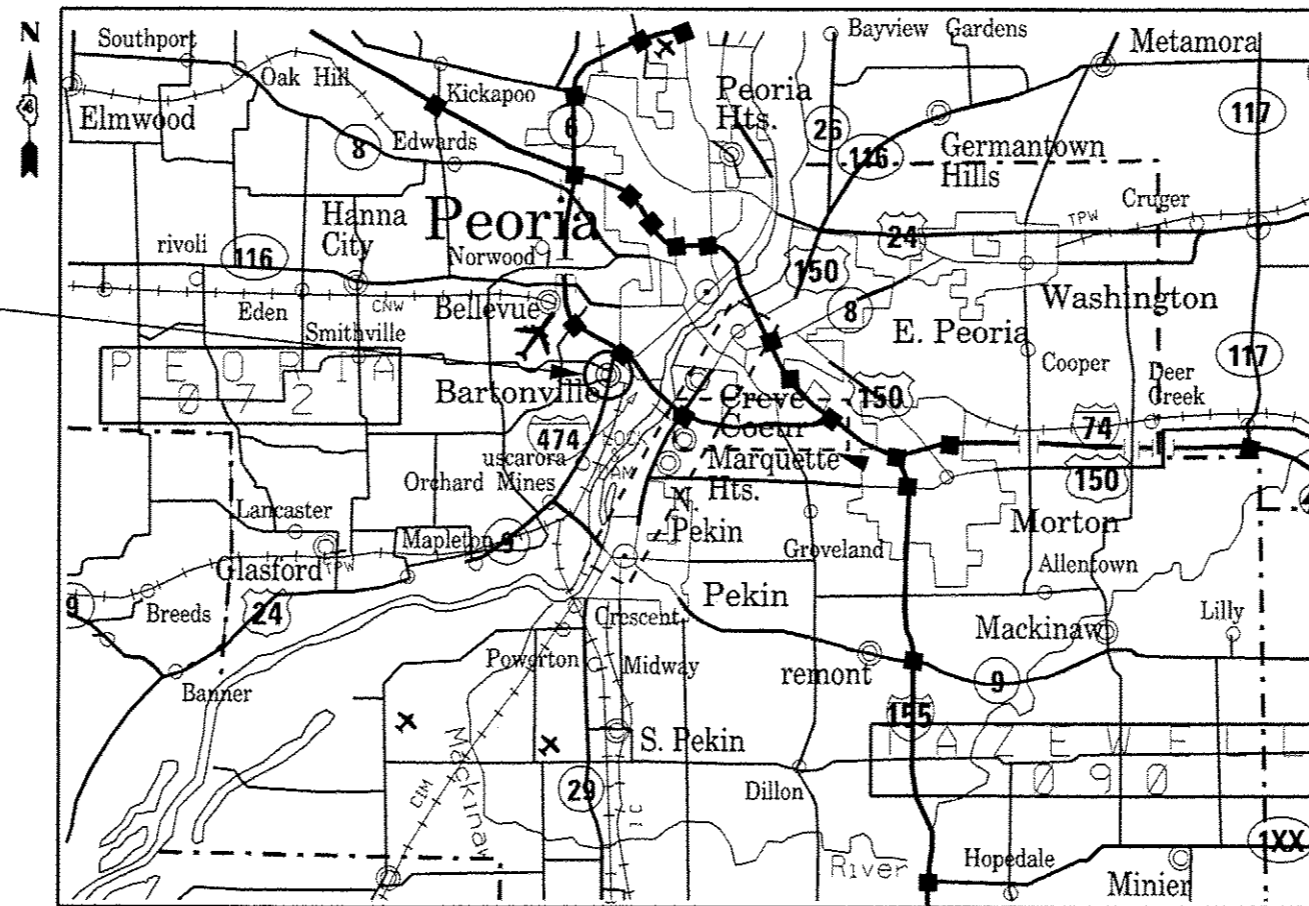 N
Southport
Bayview Gardens
Metamora
Oak Hill
Kickapoo
Peoria
Hts.
Elmwood
6
26
117
8
Edwards
116
Germantown
Hills
Hanna
City
Peoria
TPW
Cruger
24
rivoli
116
Norwood
150
Eden
CNW
Bellevue
8
Washington
Smithville
E. Peoria
PEORIA
072
Bartonville
Cooper
117
Deer
Creek
Creve
Coeur
150
474
74
uscarora
Marquette
Hts.
150
Orchard Mines
N.
Pekin
Lancaster
Morton
Mapleton
9
Groveland
Glasford
Allentown
9
Breeds
24
Pekin
Crescent
Mackinaw
Lilly
Powerton
Midway
remont
9
Banner
155
S. Pekin
TAZEWELL
090
Mackinaw
CIM
29
Dillon
1XX
River
Hopedale
Minier